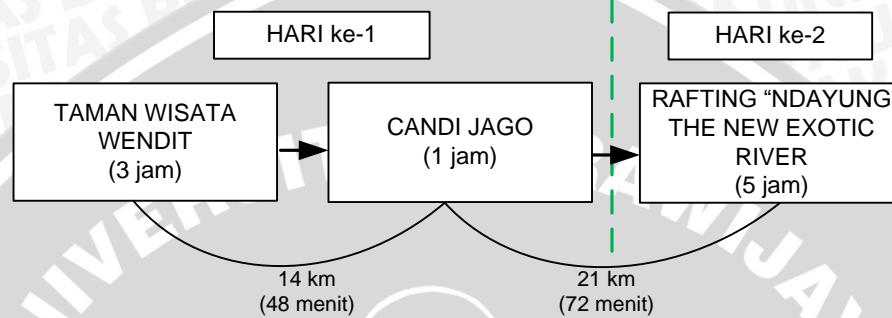 HARI ke-1
HARI ke-2
TAMAN WISATA
WENDIT
(3 jam)
CANDI JAGO
(1 jam)
RAFTING “NDAYUNG
THE NEW EXOTIC
RIVER
(5 jam)
14 km
(48 menit)
21 km
(72 menit)